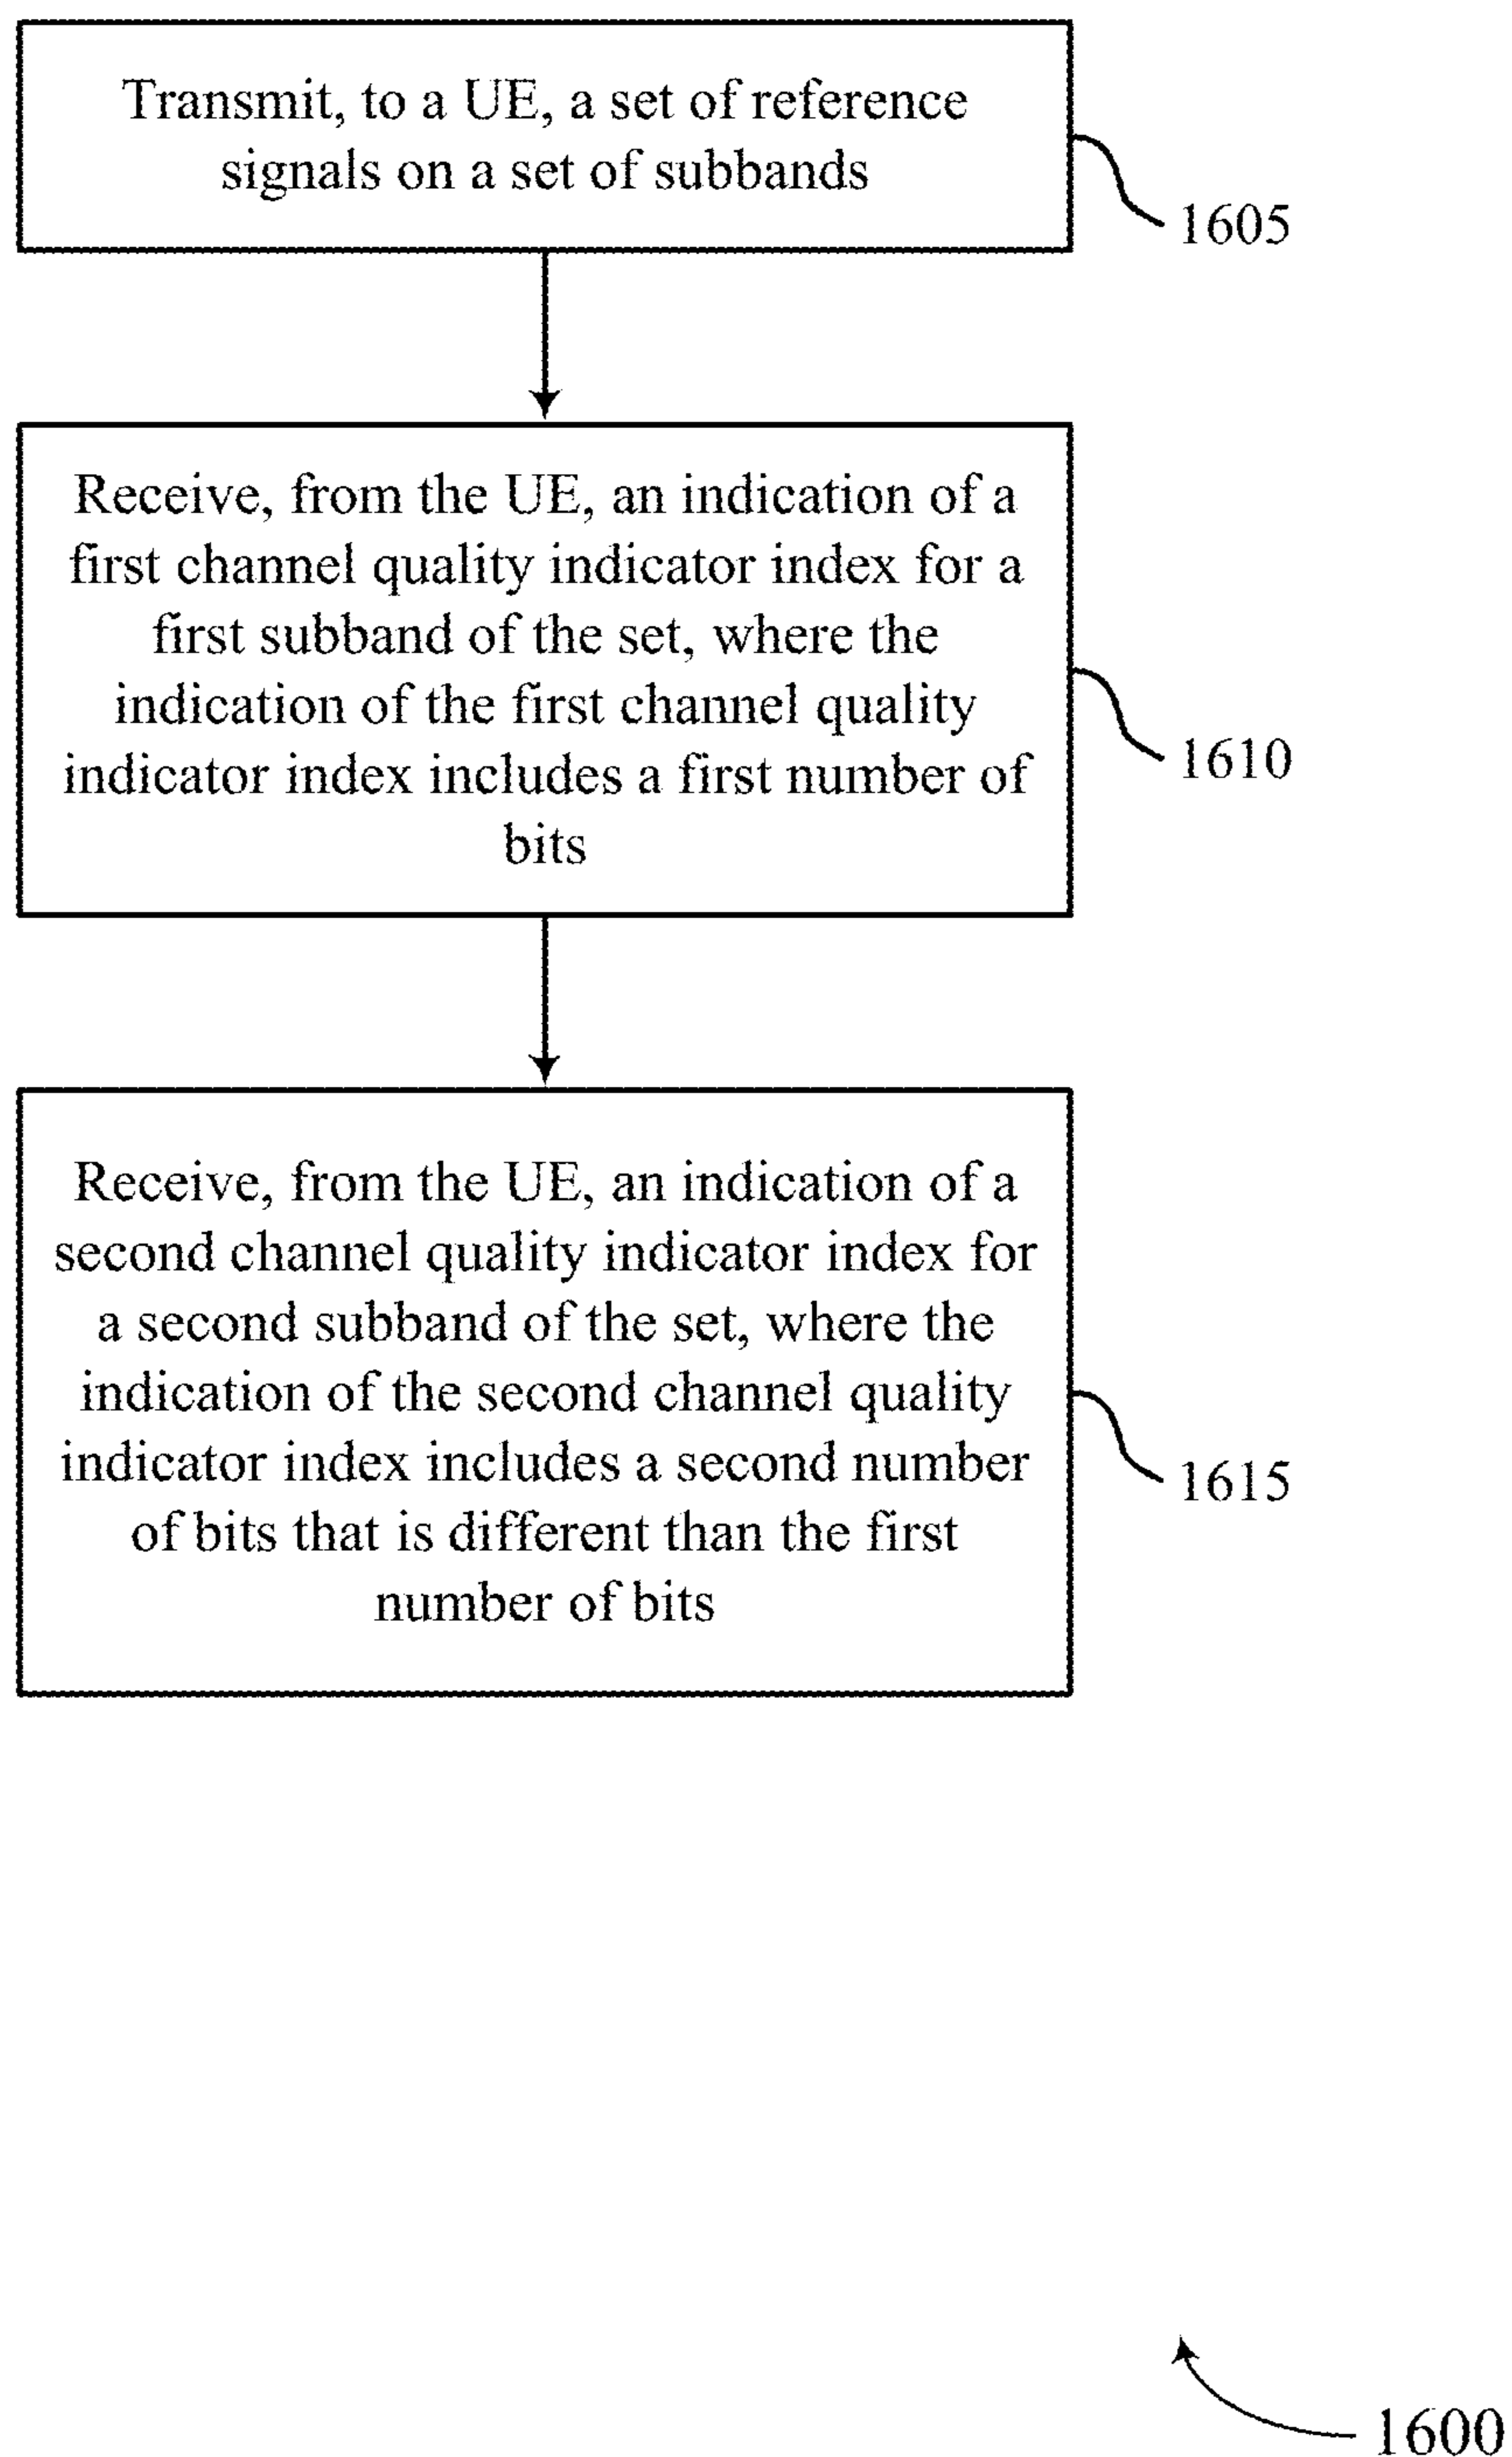 Transmit, to a UE, a set of reference
signals on a set of subbands
1605
Receive, from the UE, an indication of a
first channel quality indicator index for a
first subband of the set, where the
indication of the first channel quality
indicator index includes a first number of
bits
1610
Receive, from the UE, an indication of a
second channel quality indicator index for
a second subband of the set, where the
indication of the second channel quality
indicator index includes a second number
of bits that is different than the first
number of bits
1615
1600